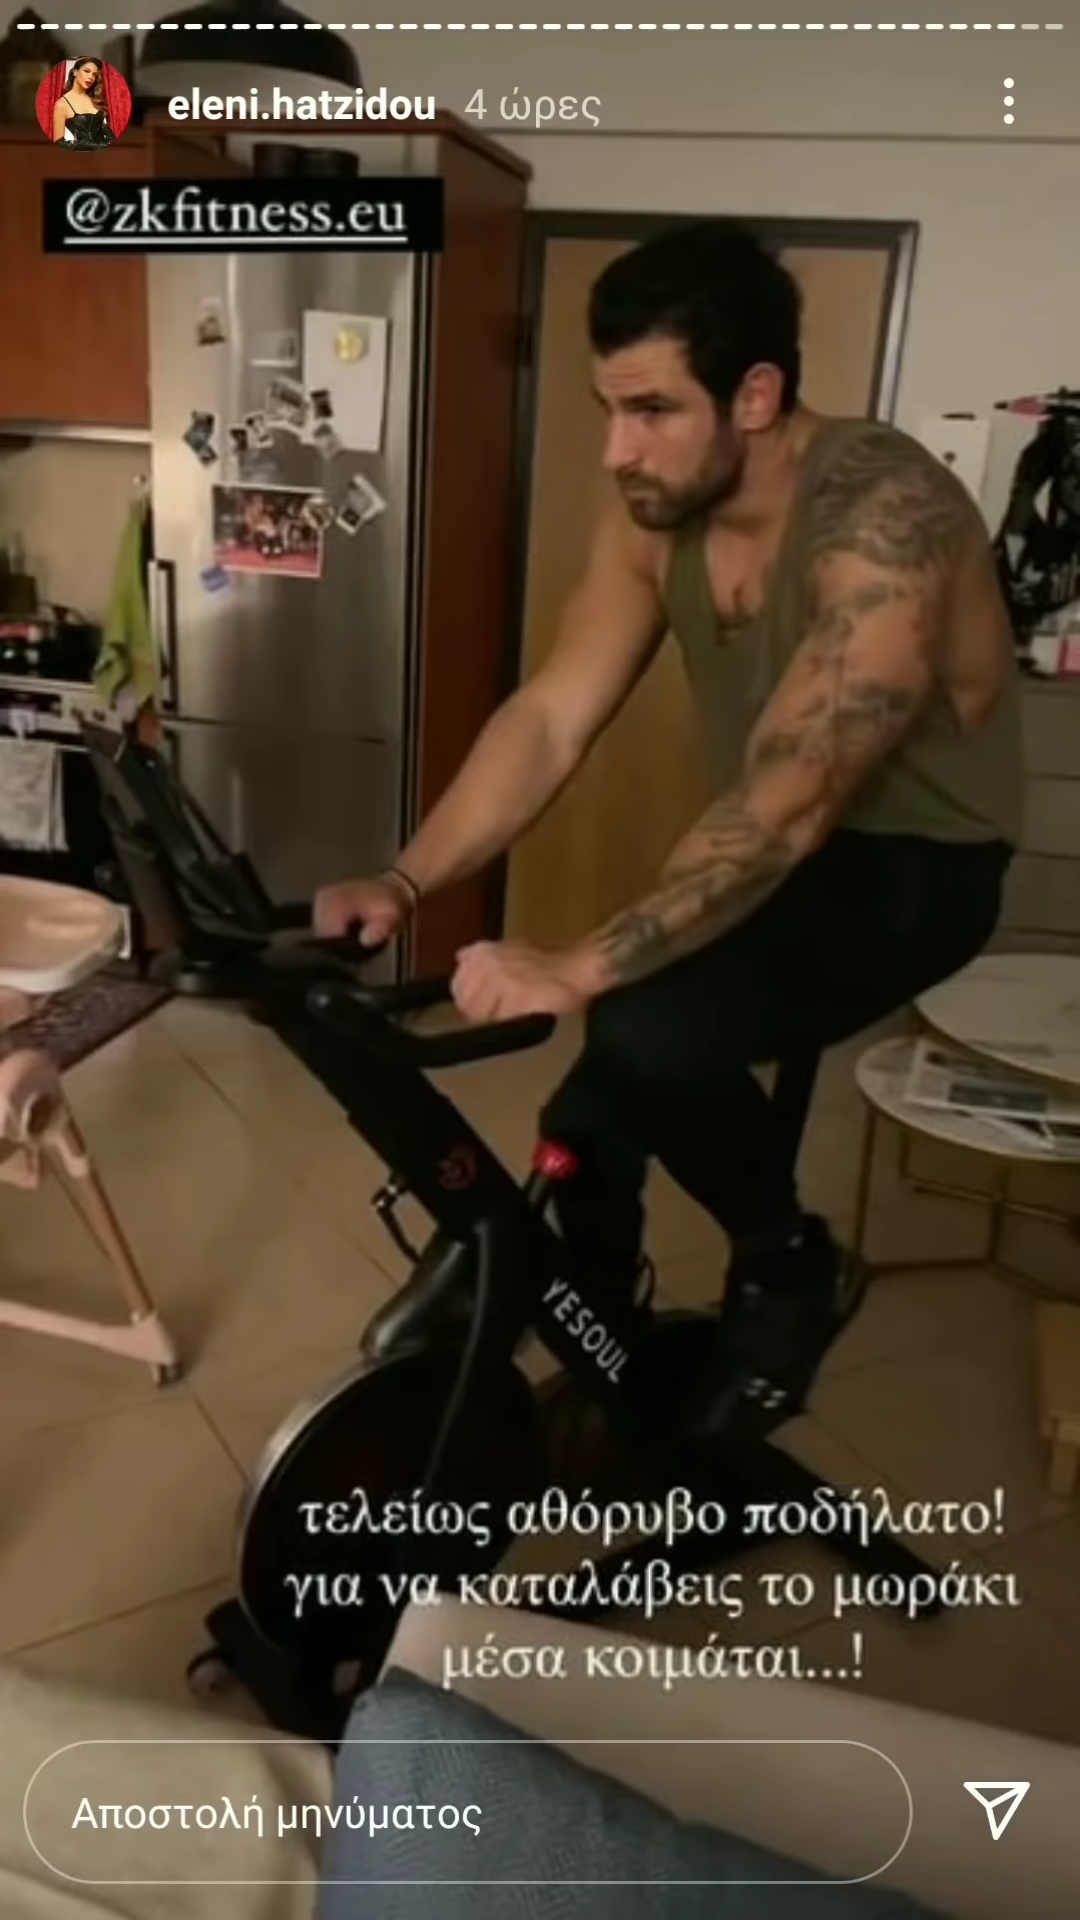 eleni.hatzidou 4 ώρες
@zkfitness.eu
YESOUL
τελείως αθόρυβο ποδήλατο!
για να καταλάβεις το μωράκι
μέσα κοιμάται...!
Αποστολή μηνύματος